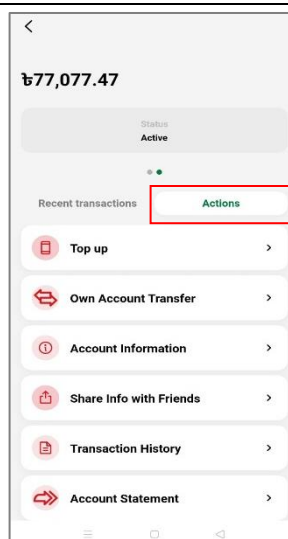 ৳77,077.47
Status
Active
Recent transactions
Actions
Top up
Own Account Transfer
Account Information
Share Info with Friends
Transaction History
Account Statement